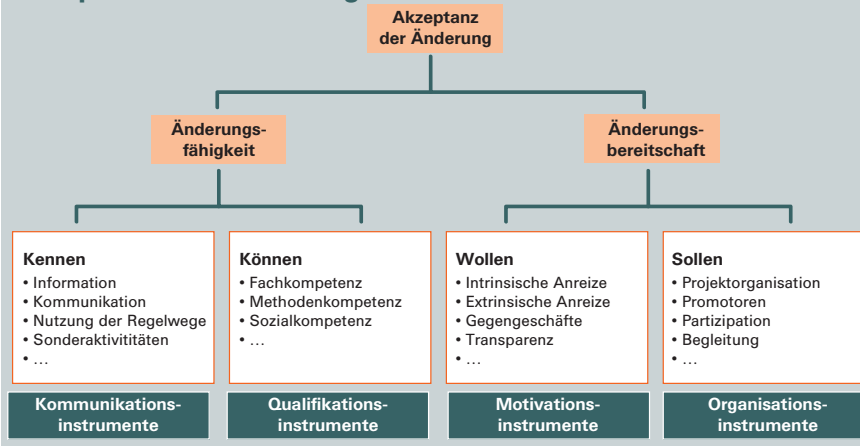 Akzeptanz
der Änderung
Änderungs-
fähigkeit
Änderungs-
bereitschaft
Kennen
• Information
• Kommunikation
• Nutzung der Regelwege
• Sonderaktivititäten
• …
Können
• Fachkompetenz
• Methodenkompetenz
• Sozialkompetenz
• …
Wollen
• Intrinsische Anreize
• Extrinsische Anreize
• Gegengeschäfte
• Transparenz
• …
Sollen
• Projektorganisation
• Promotoren
• Partizipation
• Begleitung
• …
Kommunikations-
instrumente
Qualifikations-
instrumente
Motivations-
instrumente
Organisations-
instrumente